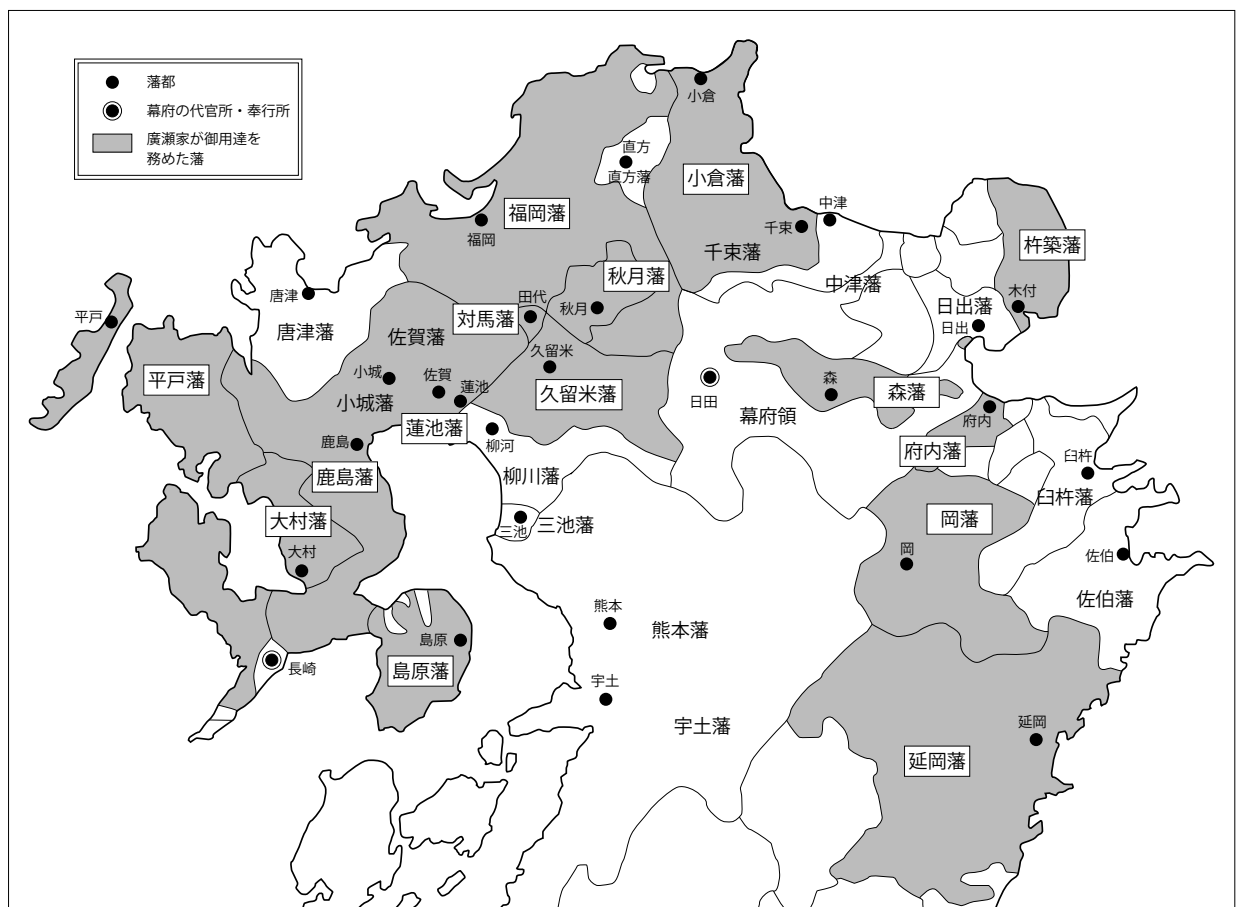 藩都
幕府の代官所・奉行所
廣瀬家が御用達を
務めた藩
小倉
直方
直方藩
小倉藩
福岡藩
福岡
中津
千束
千束藩
杵築藩
秋月藩
中津藩
唐津
唐津藩
平戸
田代
対馬藩
秋月
木付
日出藩
日出
佐賀藩
久留米
平戸藩
小城
佐賀
蓮池
小城藩
久留米藩
日田
森
森藩
幕府領
府内
蓮池藩
鹿島
柳河
府内藩
臼杵
鹿島藩
柳川藩
臼杵藩
大村藩
三池
三池藩
岡藩
大村
岡
佐伯
佐伯藩
熊本
熊本藩
島原
長崎
島原藩
宇土
宇土藩
延岡
延岡藩